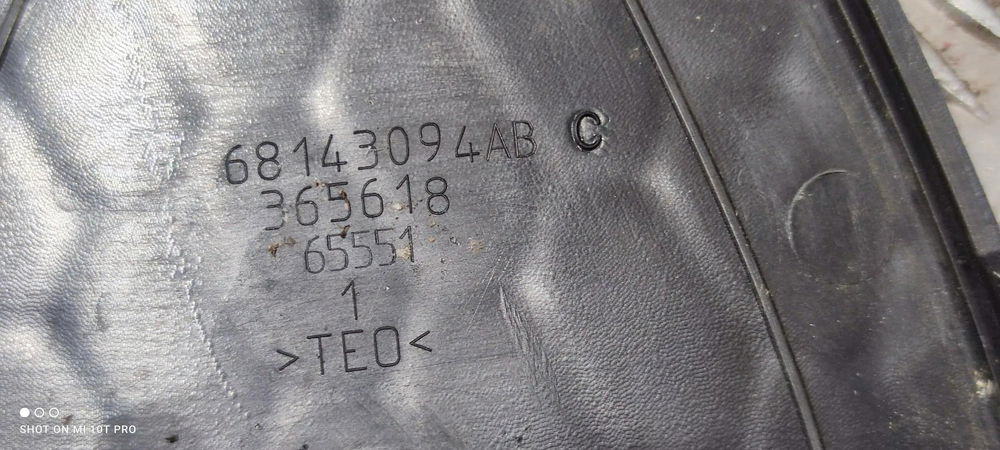 68143094AB C
365618
65551
1
>TEO<
SHOT ON MI 10T PRO